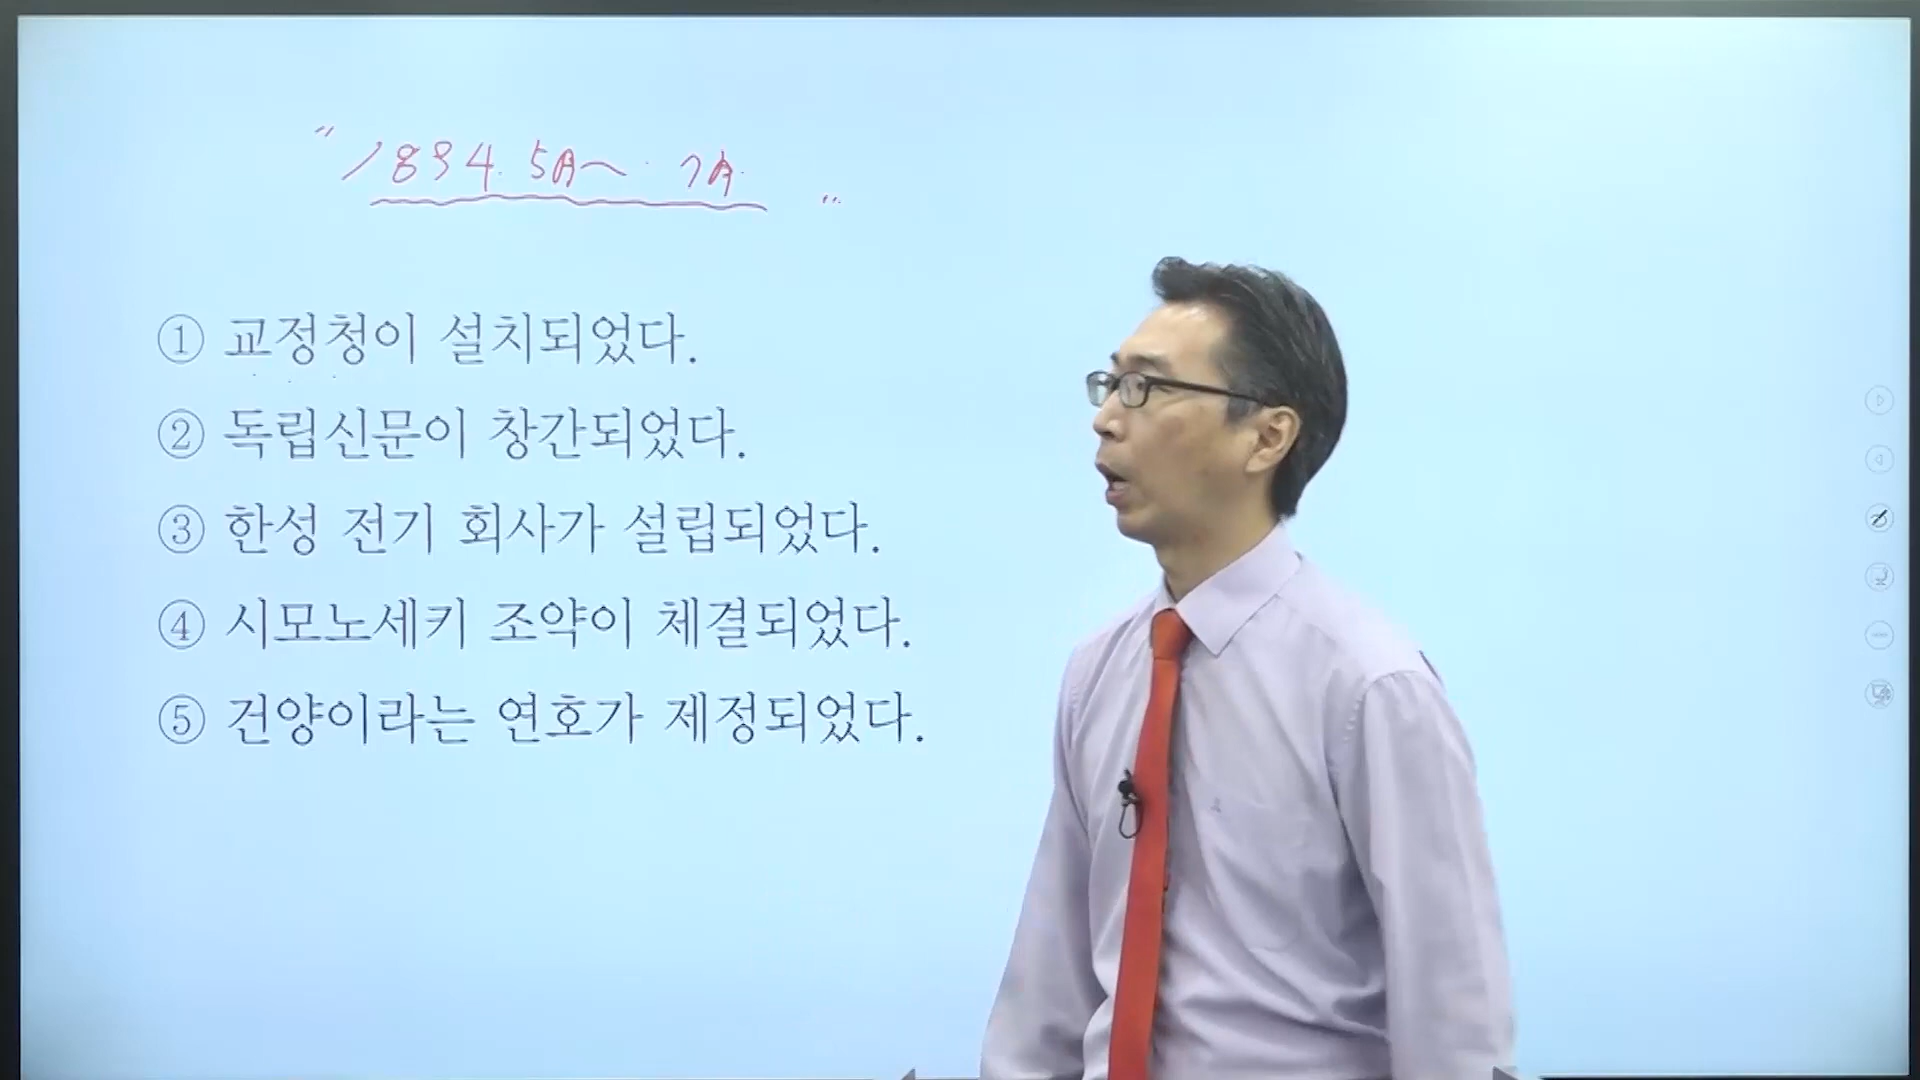 " 1894. 5月~ 7月. "
① 교정청이 설치되었다.
② 독립신문이 창간되었다.
③ 한성 전기 회사가 설립되었다.
④ 시모노세키 조약이 체결되었다.
⑤ 건양이라는 연호가 제정되었다.